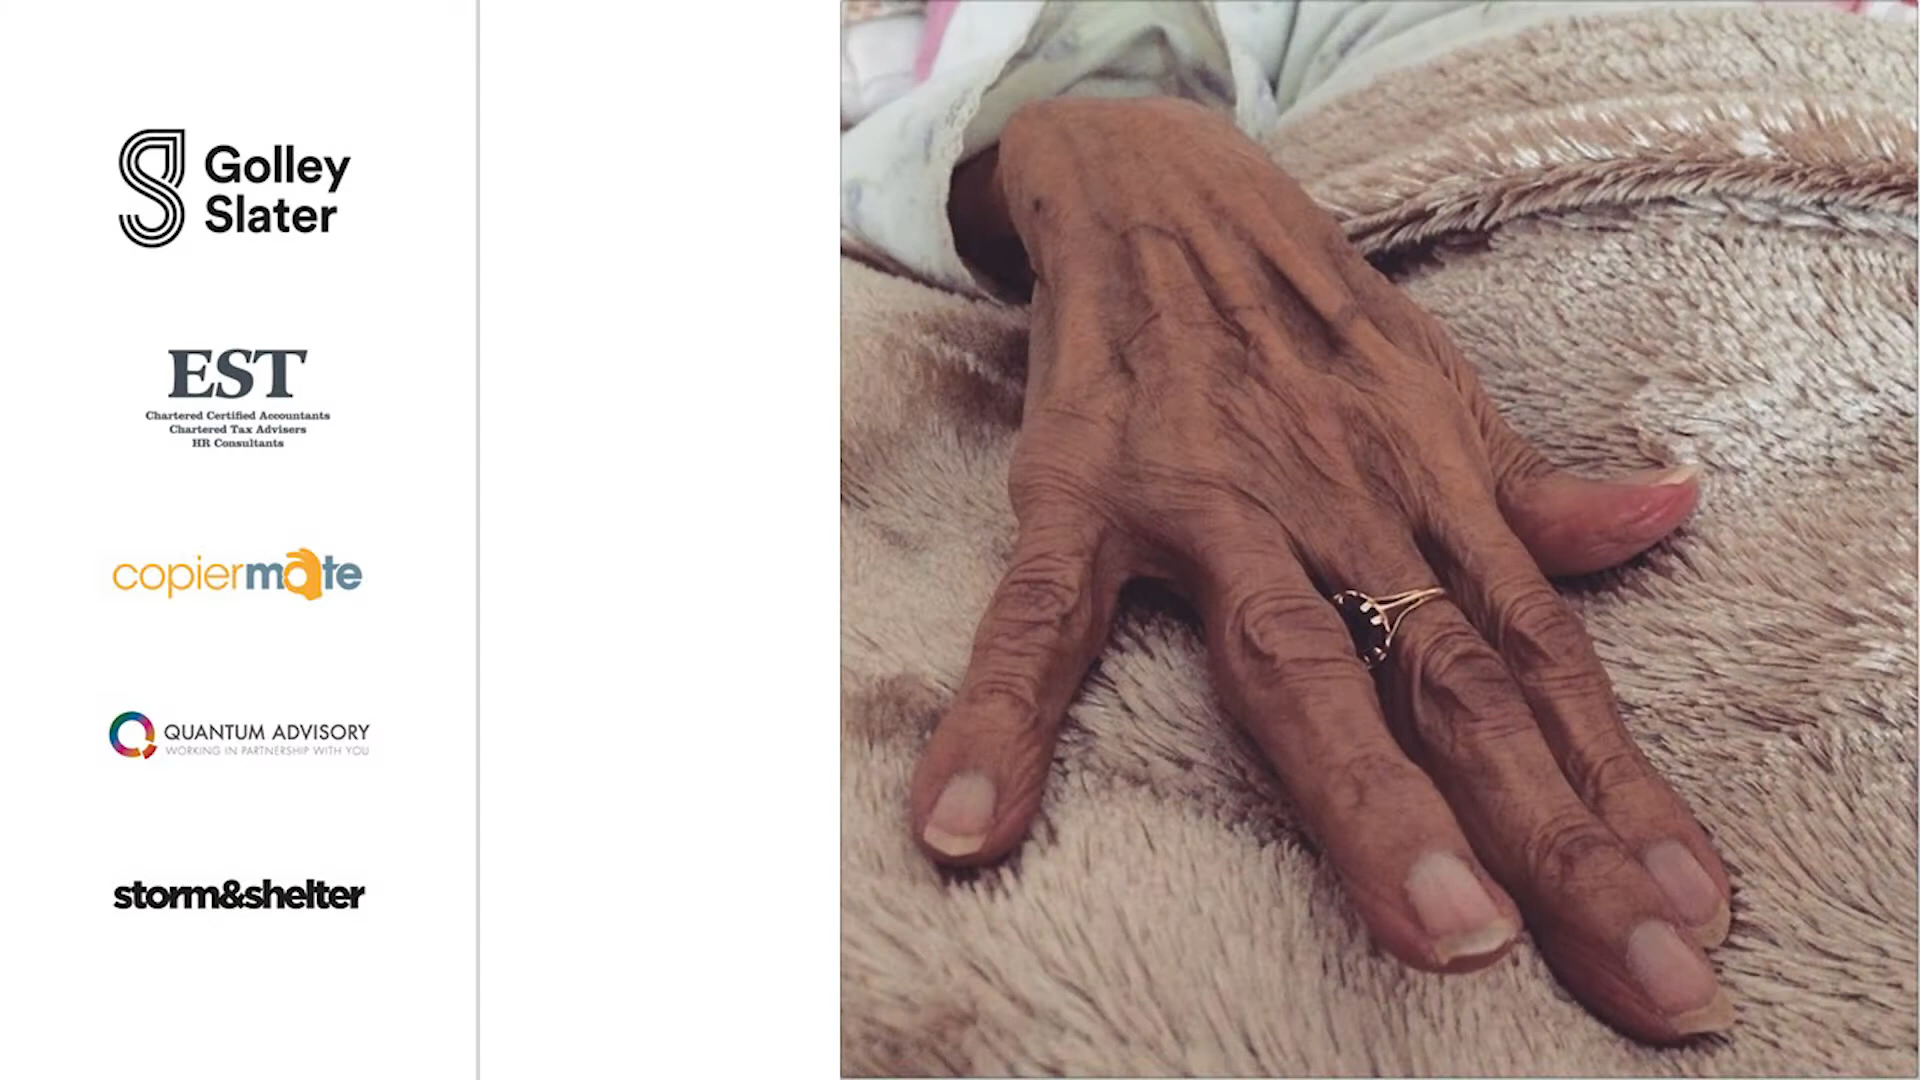 Golley
Slater
EST
Chartered Certified Accountants
Chartered Tax Advisers
HR Consultants
copiermate
QUANTUM ADVISORY
WORKING IN PARTNERSHIP WITH YOU
storm&shelter